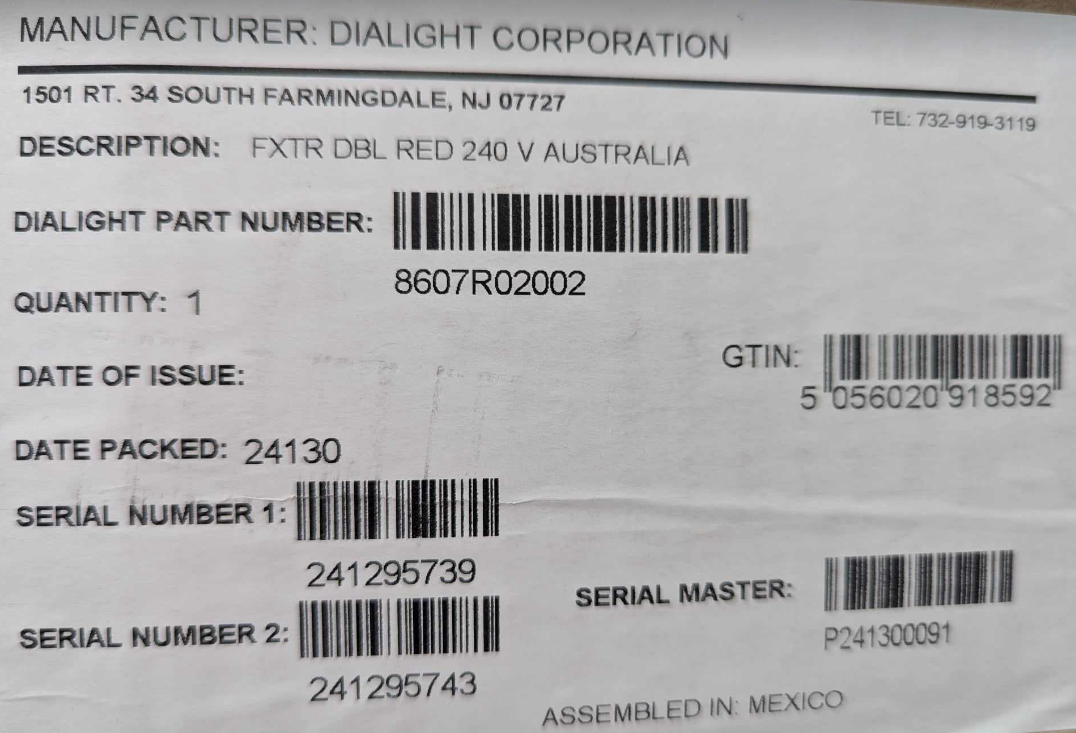 MANUFACTURER: DIALIGHT CORPORATION
1501 RT. 34 SOUTH FARMINGDALE, NJ 07727
TEL: 732-919-3119
DESCRIPTION: FXTR DBL RED 240 V AUSTRALIA
DIALIGHT PART NUMBER:
8607R02002
QUANTITY: 1
GTIN:
5 056020 918592
DATE OF ISSUE:
DATE PACKED: 24130
SERIAL NUMBER 1:
241295739
SERIAL MASTER:
P241300091
SERIAL NUMBER 2:
241295743
ASSEMBLED IN: MEXICO